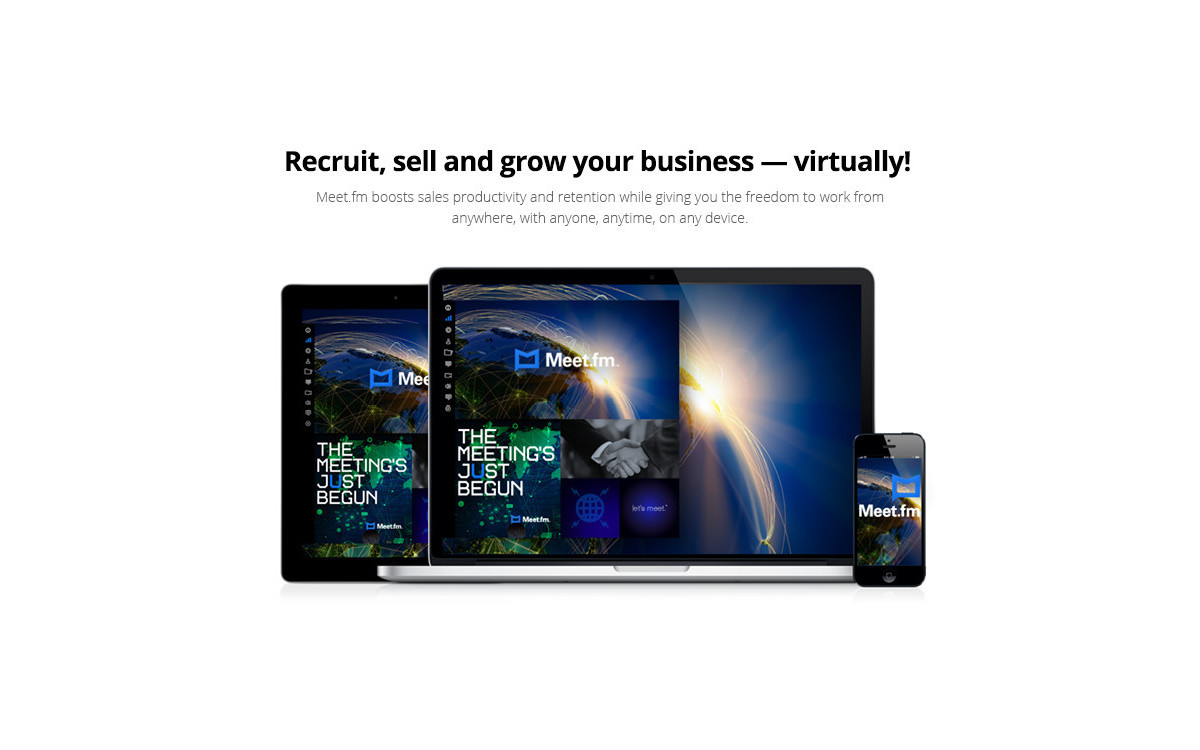 Recruit, sell and grow your business — virtually!
Meet.fm boosts sales productivity and retention while giving you the freedom to work from
anywhere, with anyone, anytime, on any device.
Mee
THE
MEETING'S
JUST
BEGUN
Meet.fm.
Meet.fm.
THE
MEETING'S
JUST
BEGUN
Meet.fm.
let's meet.
Meet.fm